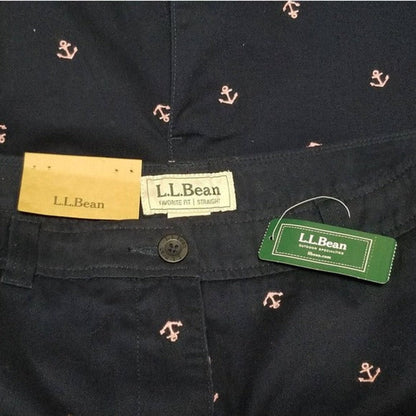 L.L.Bean
L.L.Bean
FAVORITE FIT | STRAIGHT
L.L.Bean
OUTDOOR SPECIALTIES
llbean.com